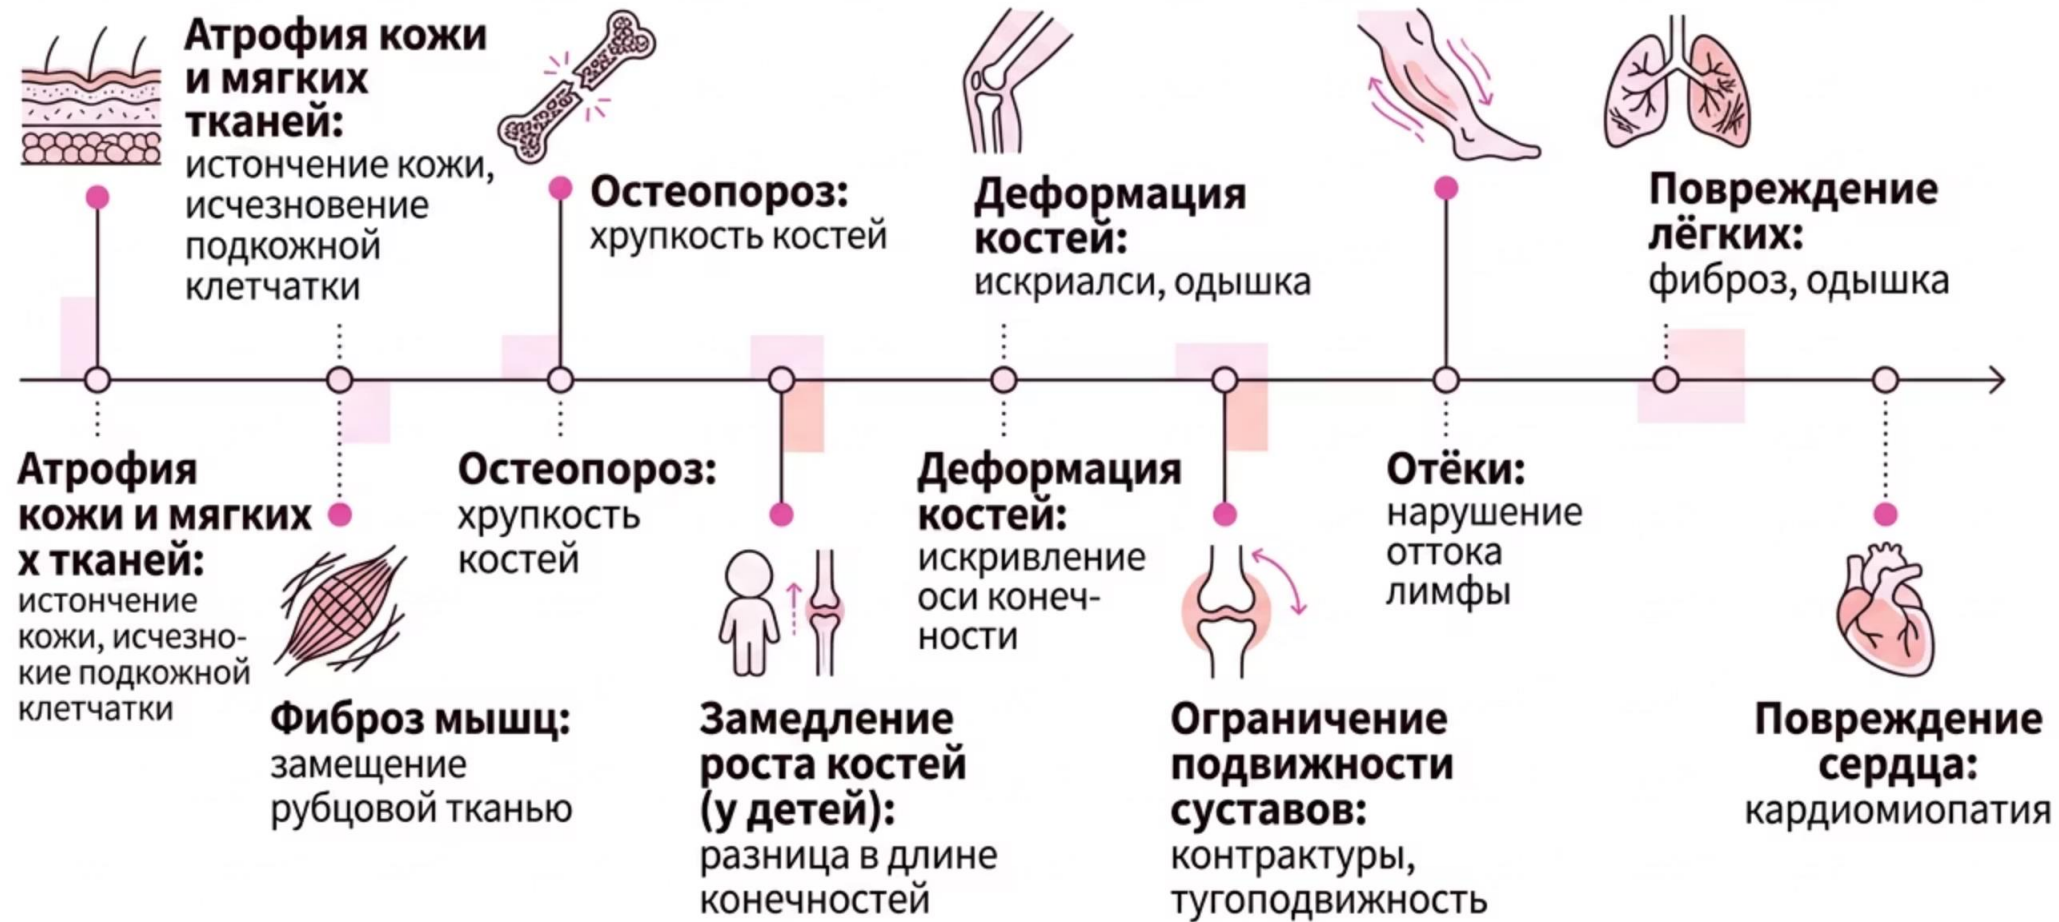 Атрофия кожи
и мягких
тканей:
истончение кожи,
исчезновение
подкожной
клетчатки
Остеопороз:
хрупкость костей
Деформация
костей:
искриалси, одышка
Повреждение
лёгких:
фиброз, одышка
Атрофия
кожи и мягких
х тканей:
истончение
кожи, исчезно-
кие подкожной
клетчатки
Фиброз мышц:
замещение
рубцовой тканью
Остеопороз:
хрупкость
костей
Замедление
роста костей
(у детей):
разница в длине
конечностей
Деформация
костей:
искривление
оси конеч-
ности
Ограничение
подвижности
суставов:
контрактуры,
тугоподвижность
Отёки:
нарушение
оттока
лимфы
Повреждение
сердца:
кардиомиопатия